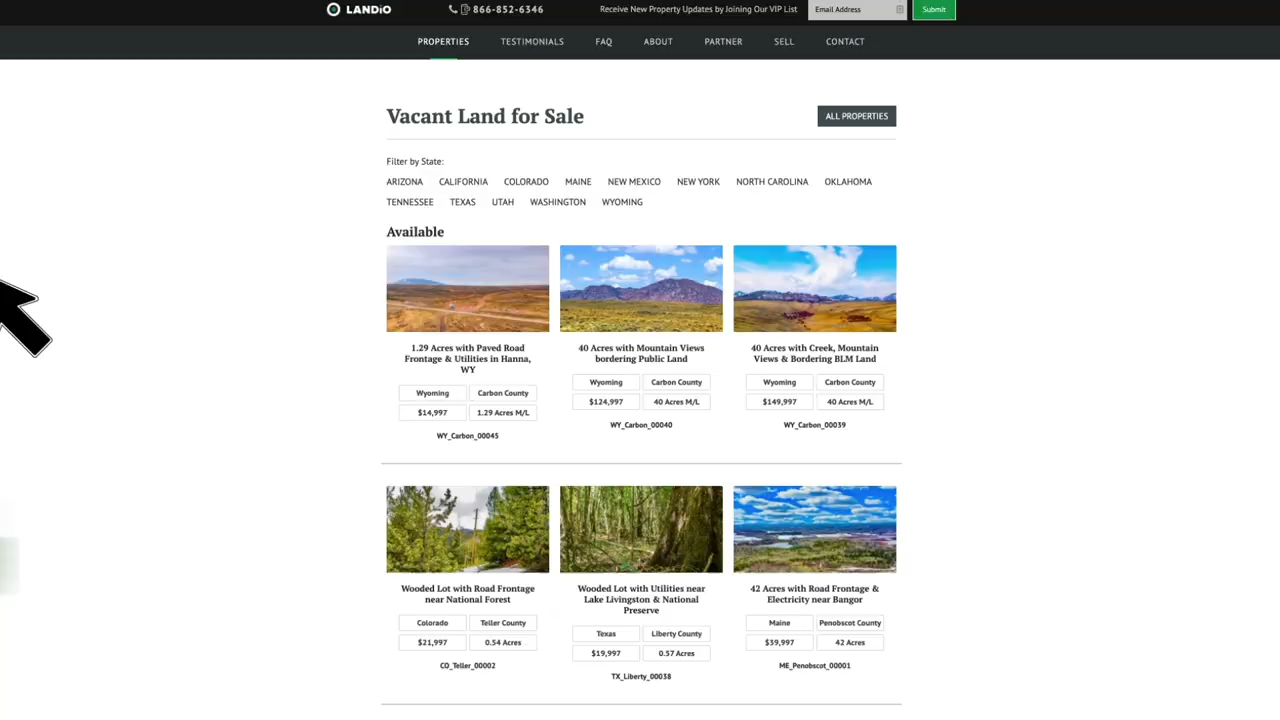 LANDiO
866-852-6346
Receive New Property Updates by Joining Our VIP List
Email Address
Submit
PROPERTIES TESTIMONIALS FAQ ABOUT PARTNER SELL CONTACT
Vacant Land for Sale
ALL PROPERTIES
Filter by State:
ARIZONA CALIFORNIA COLORADO MAINE NEW MEXICO NEW YORK NORTH CAROLINA OKLAHOMA
TENNESSEE TEXAS UTAH WASHINGTON WYOMING
Available
1.29 Acres with Paved Road
Frontage & Utilities in Hanna,
WY
Wyoming Carbon County
$14,997 1.29 Acres M/L
WY_Carbon_00045
40 Acres with Mountain Views
bordering Public Land
Wyoming Carbon County
$124,997 40 Acres M/L
WY_Carbon_00040
40 Acres with Creek, Mountain
Views & Bordering BLM Land
Wyoming Carbon County
$149,997 40 Acres M/L
WY_Carbon_00039
Wooded Lot with Road Frontage
near National Forest
Colorado Teller County
$21,997 0.54 Acres
CO_Teller_00002
Wooded Lot with Utilities near
Lake Livingston & National
Preserve
Texas Liberty County
$19,997 0.57 Acres
TX_Liberty_00038
42 Acres with Road Frontage &
Electricity near Bangor
Maine Penobscot County
$39,997 42 Acres
ME_Penobscot_00001